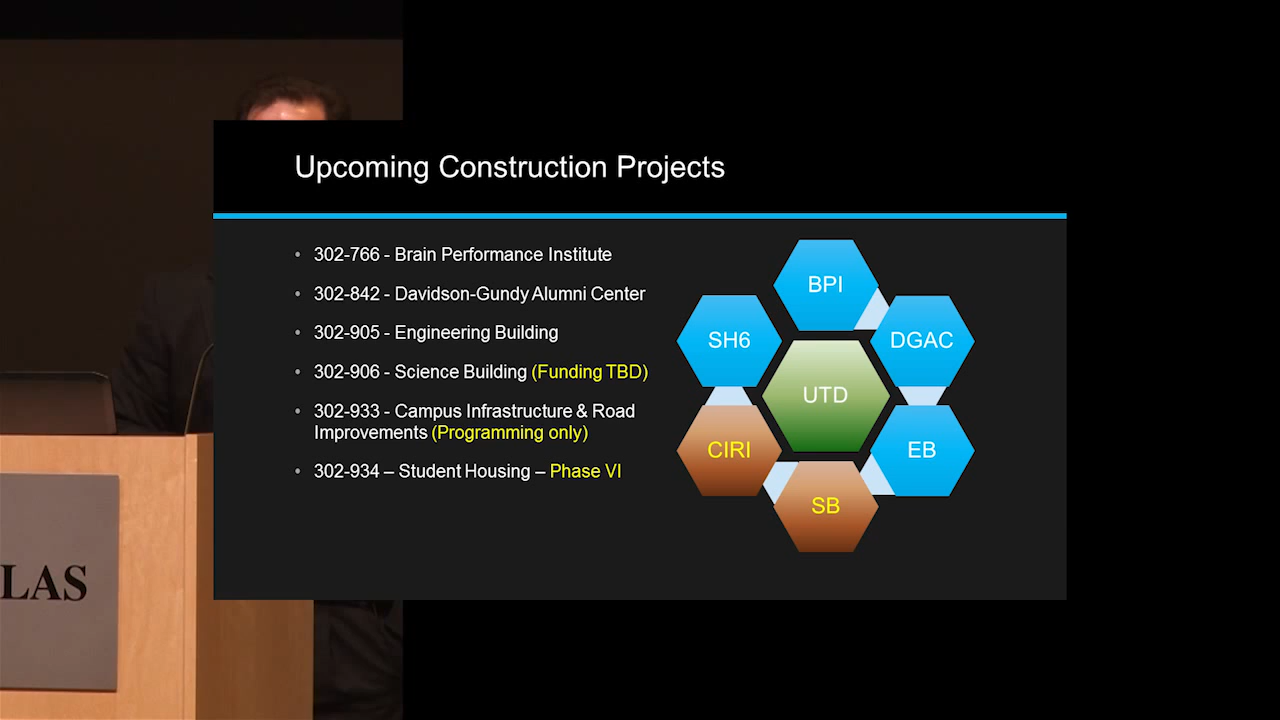 Upcoming Construction Projects
• 302-766 - Brain Performance Institute
• 302-842 - Davidson-Gundy Alumni Center
• 302-905 - Engineering Building
• 302-906 - Science Building (Funding TBD)
• 302-933 - Campus Infrastructure & Road
Improvements (Programming only)
• 302-934 – Student Housing – Phase VI
BPI
SH6
DGAC
UTD
CIRI
EB
SB
LAS